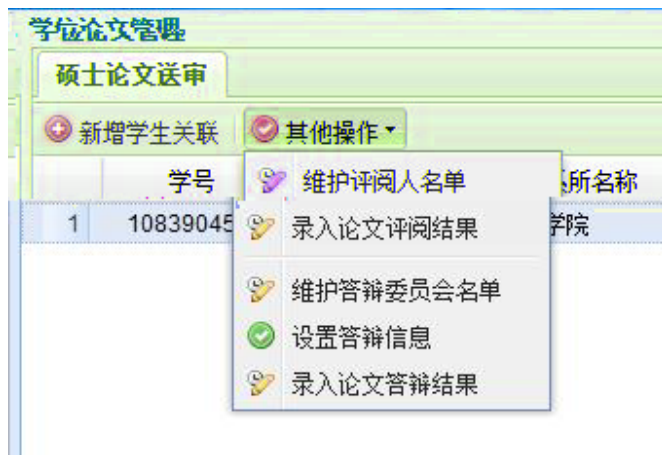 学位论文管理
硕士论文送审
新增学生关联 其他操作
学号 维护评阅人名单 所名称
1 10839045 录入论文评阅结果 学院
维护答辩委员会名单
设置答辩信息
录入论文答辩结果